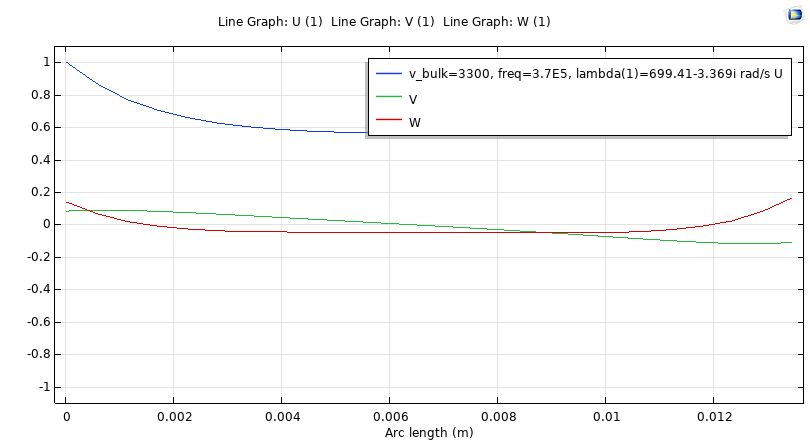 Line Graph: U (1) Line Graph: V (1) Line Graph: W (1)
v_bulk=3300, freq=3.7E5, lambda(1)=699.41-3.369i rad/s U
V
W
1
0.8
0.6
0.4
0.2
0
-0.2
-0.4
-0.6
-0.8
-1
0 0.002 0.004 0.006 0.008 0.01 0.012
Arc length (m)